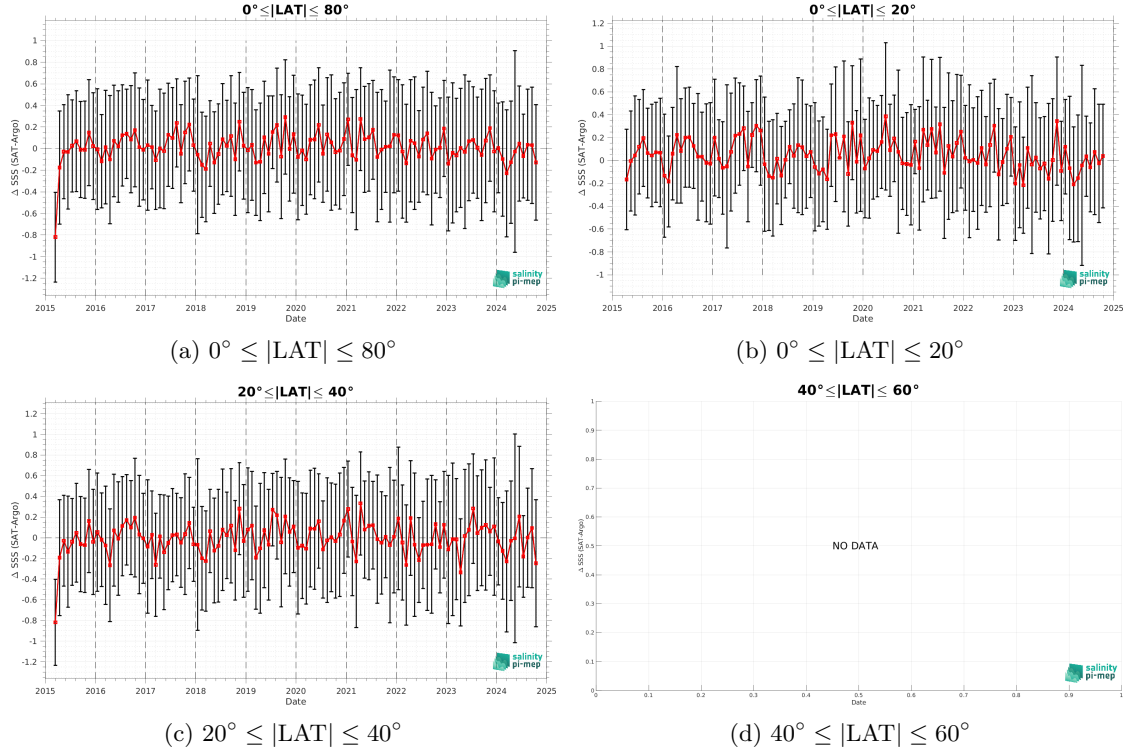 0°≤|LAT|≤ 80°
Δ SSS (SAT-Argo)
1
0.8
0.6
0.4
0.2
0
-0.2
-0.4
-0.6
-0.8
-1
-1.2
2015 2016 2017 2018 2019 2020 2021 2022 2023 2024 2025
Date
salinity
pi-mep
(a) 0° ≤ |LAT| ≤ 80°
0°≤|LAT|≤ 20°
Δ SSS (SAT-Argo)
1.2
1
0.8
0.6
0.4
0.2
0
-0.2
-0.4
-0.6
-0.8
-1
2015 2016 2017 2018 2019 2020 2021 2022 2023 2024 2025
Date
salinity
pi-mep
(b) 0° ≤ |LAT| ≤ 20°
20°≤|LAT|≤ 40°
Δ SSS (SAT-Argo)
1.2
1
0.8
0.6
0.4
0.2
0
-0.2
-0.4
-0.6
-0.8
-1
-1.2
2015 2016 2017 2018 2019 2020 2021 2022 2023 2024 2025
Date
salinity
pi-mep
(c) 20° ≤ |LAT| ≤ 40°
40°≤|LAT|≤ 60°
Δ SSS (SAT-Argo)
1
0.9
0.8
0.7
0.6
0.5
0.4
0.3
0.2
0.1
0
NO DATA
0 0.1 0.2 0.3 0.4 0.5 0.6 0.7 0.8 0.9 1
Date
salinity
pi-mep
(d) 40° ≤ |LAT| ≤ 60°